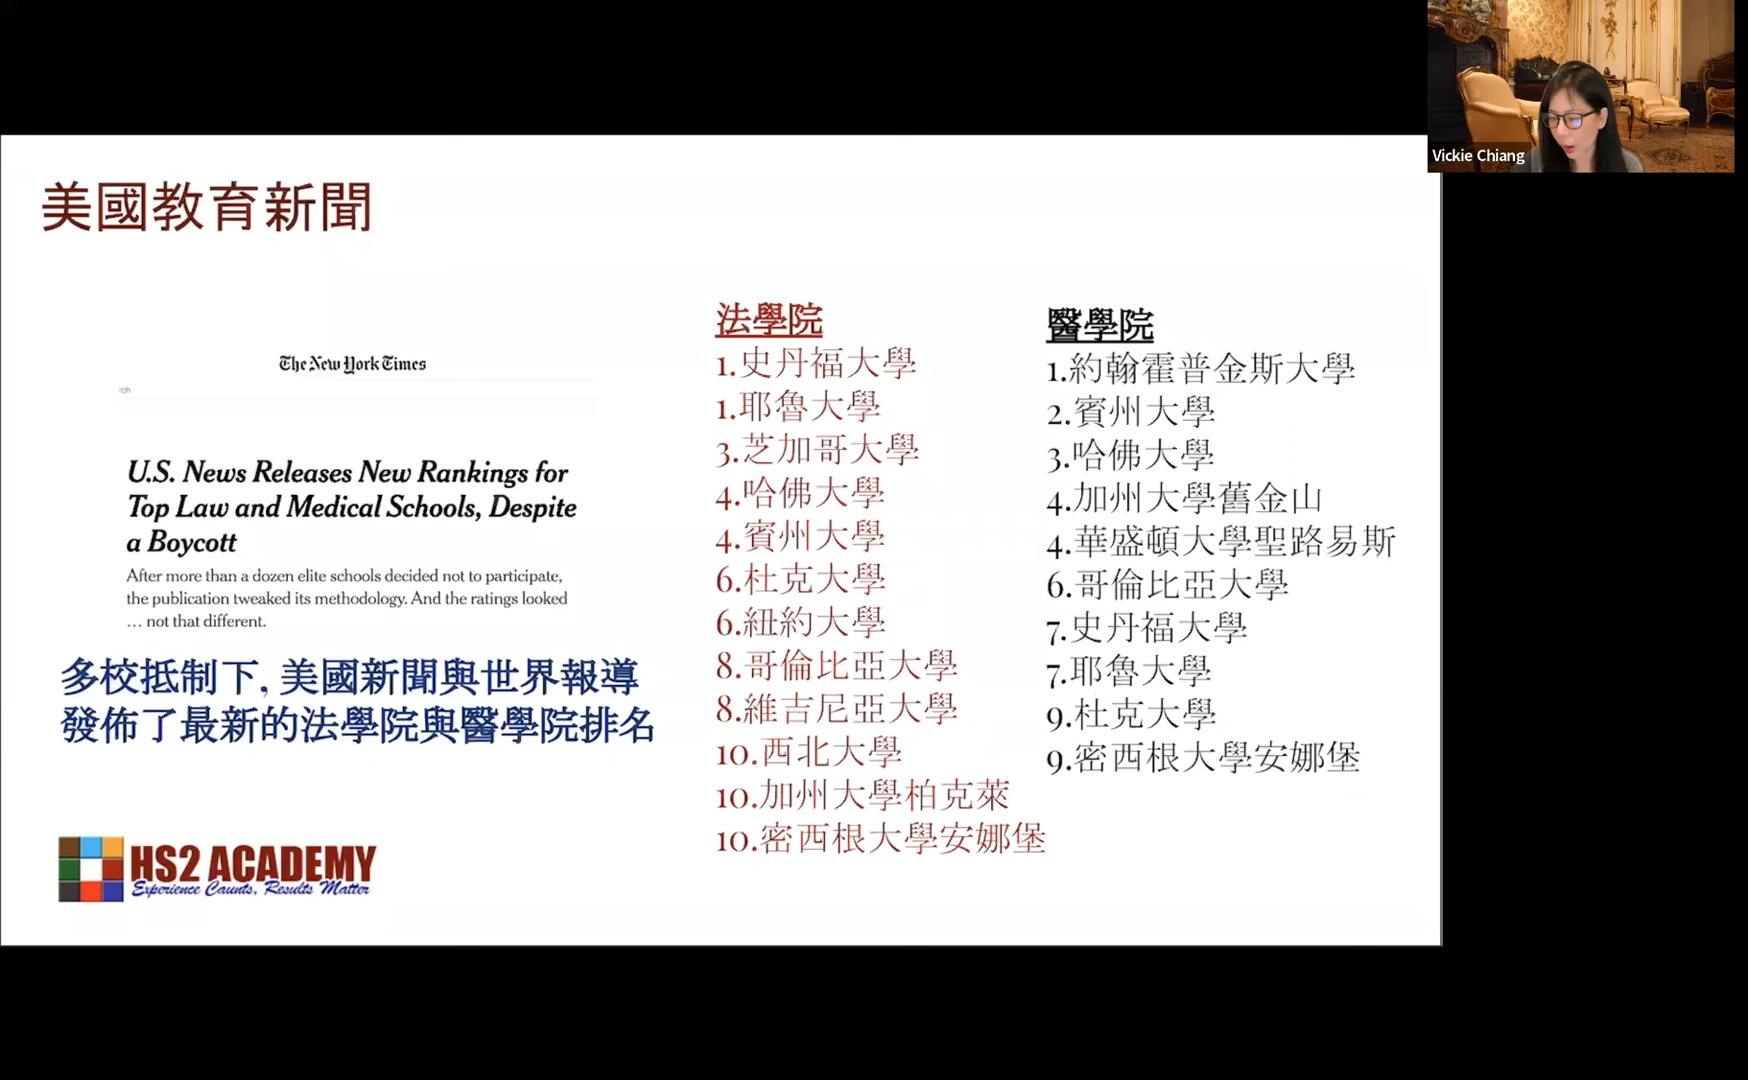 Vickie Chiang
美國教育新聞
The New York Times
rch
U.S. News Releases New Rankings for
Top Law and Medical Schools, Despite
a Boycott
After more than a dozen elite schools decided not to participate,
the publication tweaked its methodology. And the ratings looked
… not that different.
多校抵制下, 美國新聞與世界報導
發佈了最新的法學院與醫學院排名
HS2 ACADEMY
Experience Counts, Results Matter
法學院
1.史丹福大學
1.耶魯大學
3.芝加哥大學
4.哈佛大學
4.賓州大學
6.杜克大學
6.紐約大學
8.哥倫比亞大學
8.維吉尼亞大學
10.西北大學
10.加州大學柏克萊
10.密西根大學安娜堡
醫學院
1.約翰霍普金斯大學
2.賓州大學
3.哈佛大學
4.加州大學舊金山
4.華盛頓大學聖路易斯
6.哥倫比亞大學
7.史丹福大學
7.耶魯大學
9.杜克大學
9.密西根大學安娜堡